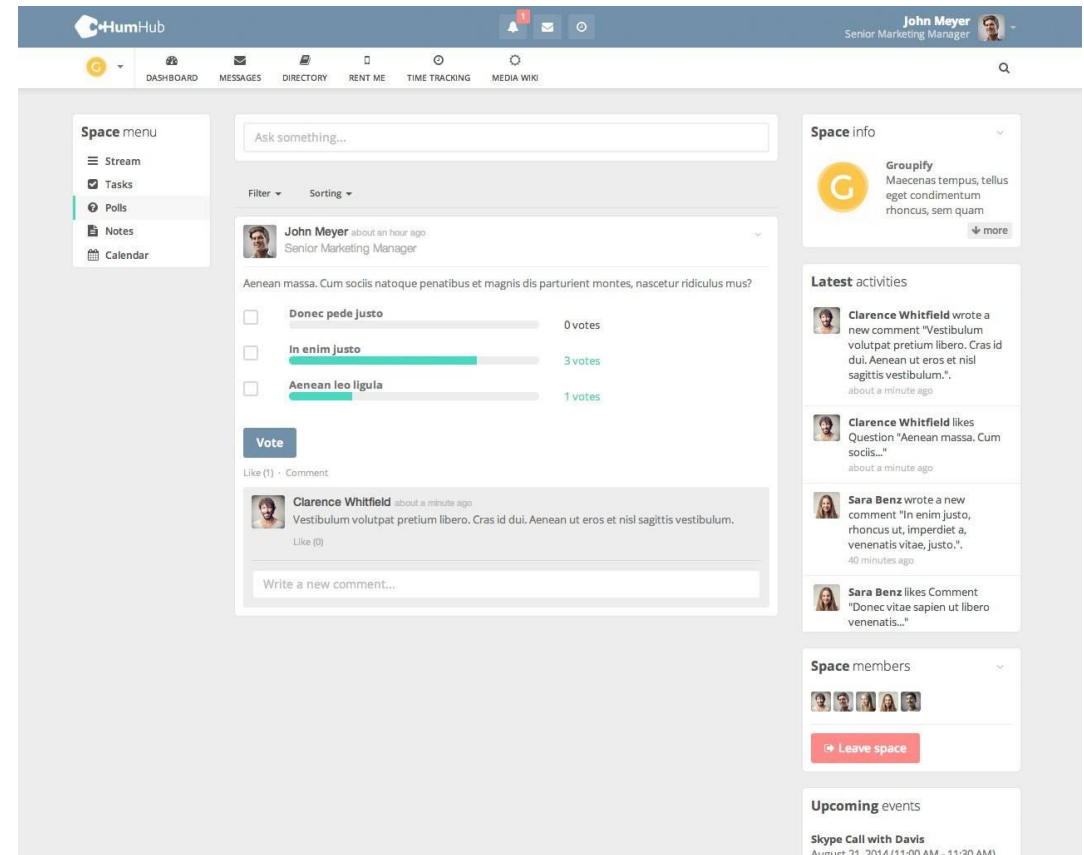 HumHub
1
John Meyer
Senior Marketing Manager
G
DASHBOARD
MESSAGES
DIRECTORY
RENT ME
TIME TRACKING
MEDIA WIKI
Space menu
Stream
Tasks
Polls
Notes
Calendar
Ask something...
Filter
Sorting
John Meyer about an hour ago
Senior Marketing Manager
Aenean massa. Cum sociis natoque penatibus et magnis dis parturient montes, nascetur ridiculus mus?
Donec pede justo
0 votes
In enim justo
3 votes
Aenean leo ligula
1 votes
Vote
Like (1) · Comment
Clarence Whitfield about a minute ago
Vestibulum volutpat pretium libero. Cras id dui. Aenean ut eros et nisl sagittis vestibulum.
Like (0)
Write a new comment...
Space info
G
Groupify
Maecenas tempus, tellus
eget condimentum
rhoncus, sem quam
more
Latest activities
Clarence Whitfield wrote a
new comment "Vestibulum
volutpat pretium libero. Cras id
dui. Aenean ut eros et nisl
sagittis vestibulum.".
about a minute ago
Clarence Whitfield likes
Question "Aenean massa. Cum
sociis..."
about a minute ago
Sara Benz wrote a new
comment "In enim justo,
rhoncus ut, imperdiet a,
venenatis vitae, justo.".
40 minutes ago
Sara Benz likes Comment
"Donec vitae sapien ut libero
venenatis..."
Space members
Leave space
Upcoming events
Skype Call with Davis
August 21, 2014 (11:00 AM - 11:30 AM)